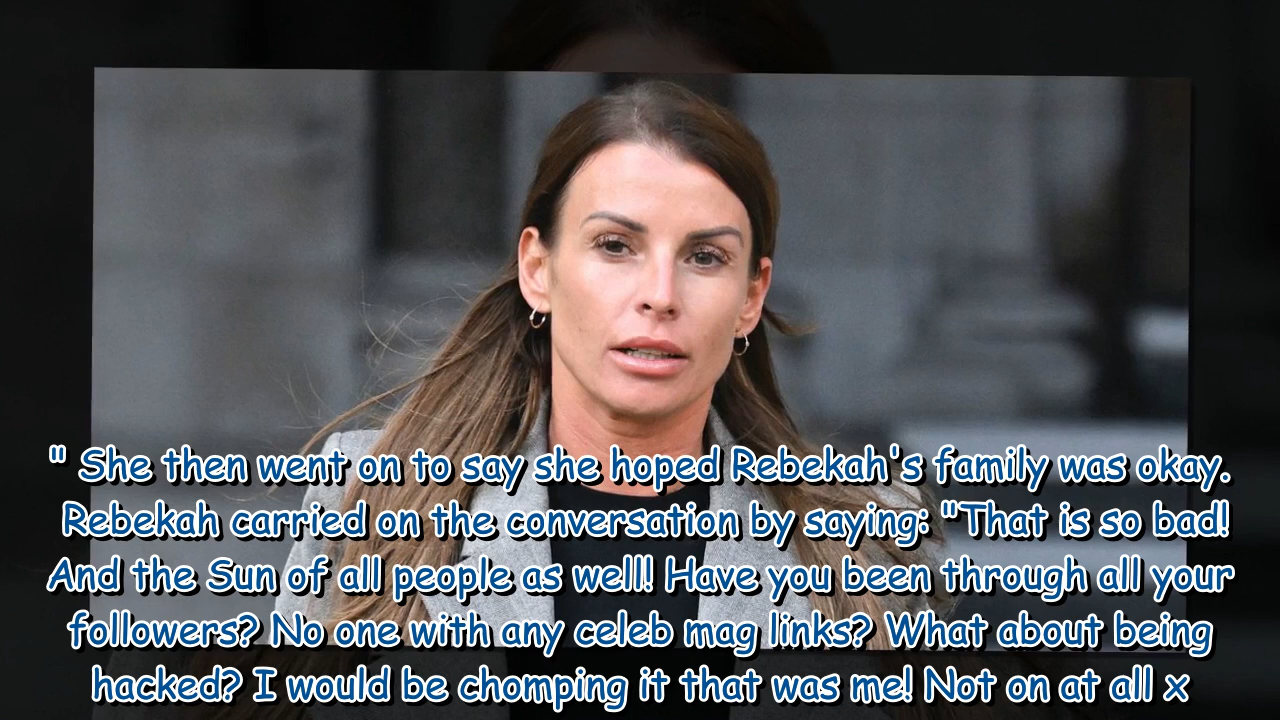 " She then went on to say she hoped Rebekah's family was okay.
Rebekah carried on the conversation by saying: "That is so bad!
And the Sun of all people as well! Have you been through all your
followers? No one with any celeb mag links? What about being
hacked? I would be chomping it that was me! Not on at all x